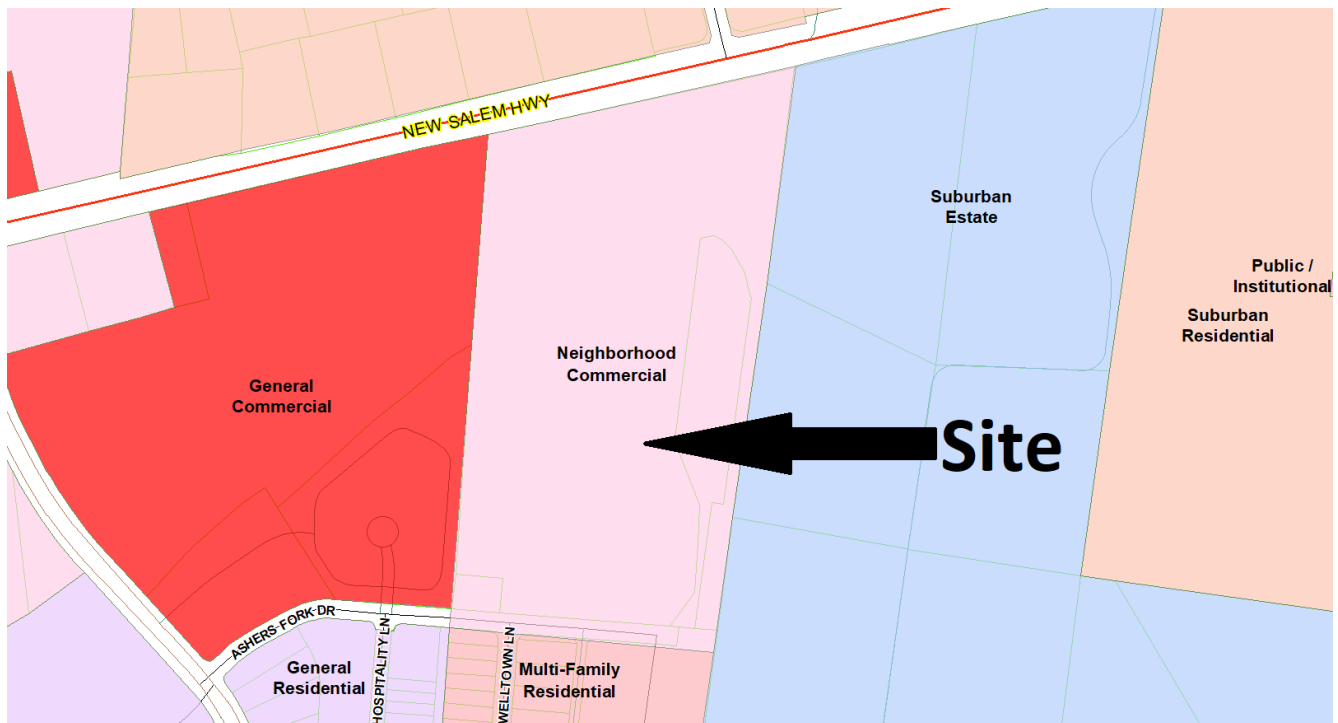 NEW SALEM HWY
Suburban
Estate
Public /
Institutional
Suburban
Residential
Neighborhood
Commercial
General
Commercial
Site
ASHERS FORK DR
HOSPITALITY LN
WELLTOWN LN
General
Residential
Multi-Family
Residential